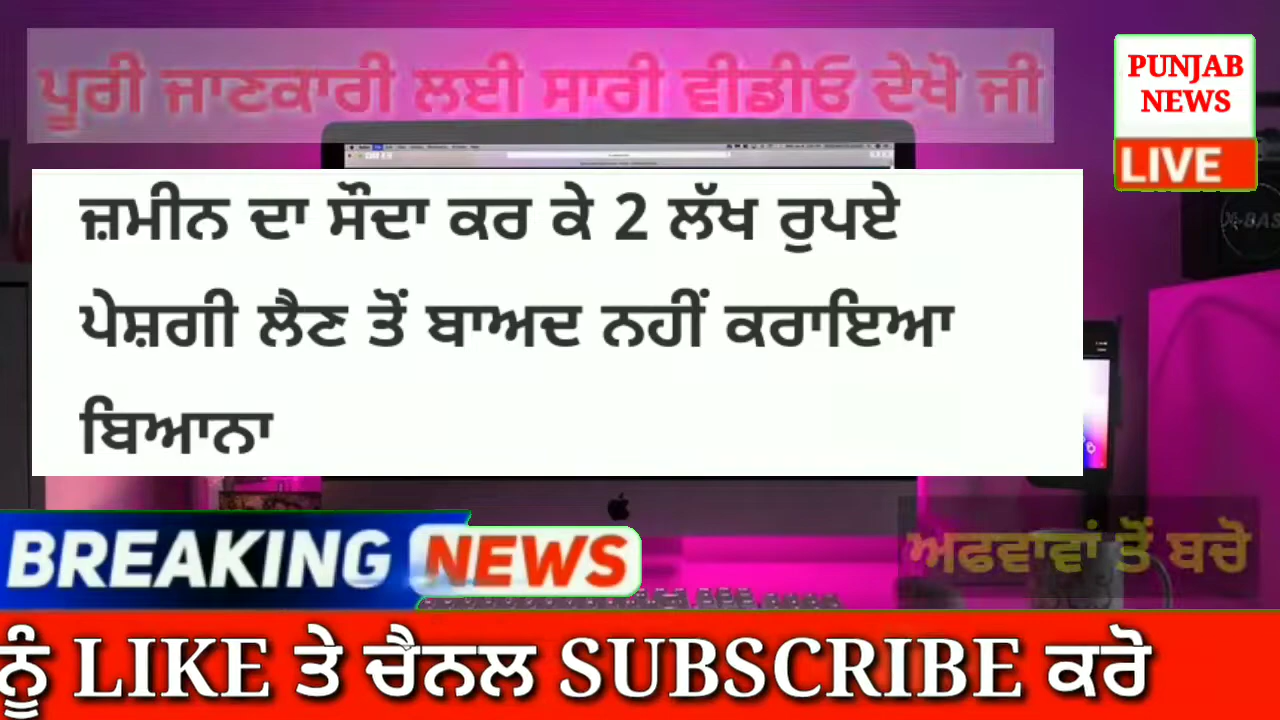 ਪੂਰੀ ਜਾਣਕਾਰੀ ਲਈ ਸਾਰੀ ਵੀਡੀਓ ਦੇਖੋ ਜੀ
PUNJAB
NEWS
LIVE
ਜ਼ਮੀਨ ਦਾ ਸੌਦਾ ਕਰ ਕੇ 2 ਲੱਖ ਰੁਪਏ
ਪੇਸ਼ਗੀ ਲੈਣ ਤੋਂ ਬਾਅਦ ਨਹੀਂ ਕਰਾਇਆ
ਬਿਆਨਾ
BREAKING NEWS
ਅਫਵਾਵਾਂ ਤੋਂ ਬਚੋ
ਨੂੰ LIKE ਤੇ ਚੈਨਲ SUBSCRIBE ਕਰੋ